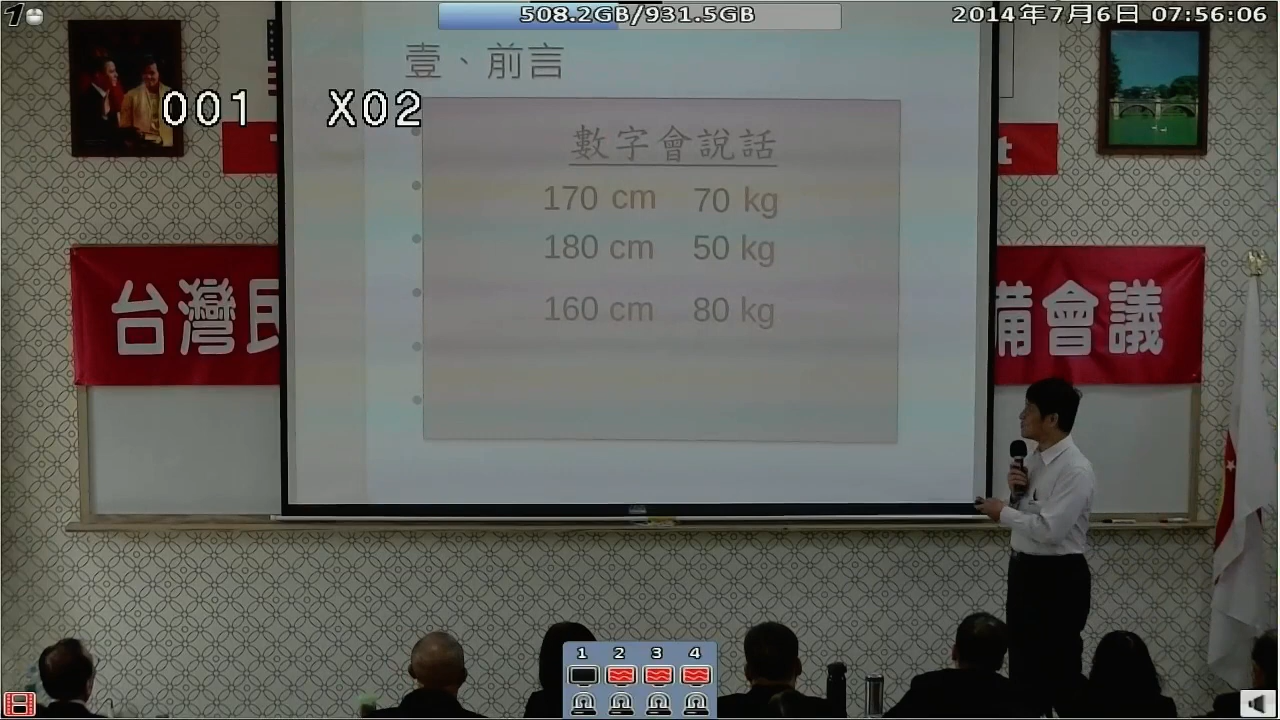 1
508.2GB/931.5GB
2014年7月6日 07:56:06
001 X02
壹、前言
數字會說話
170 cm 70 kg
180 cm 50 kg
160 cm 80 kg
t
台灣民
備會議
1 2 3 4